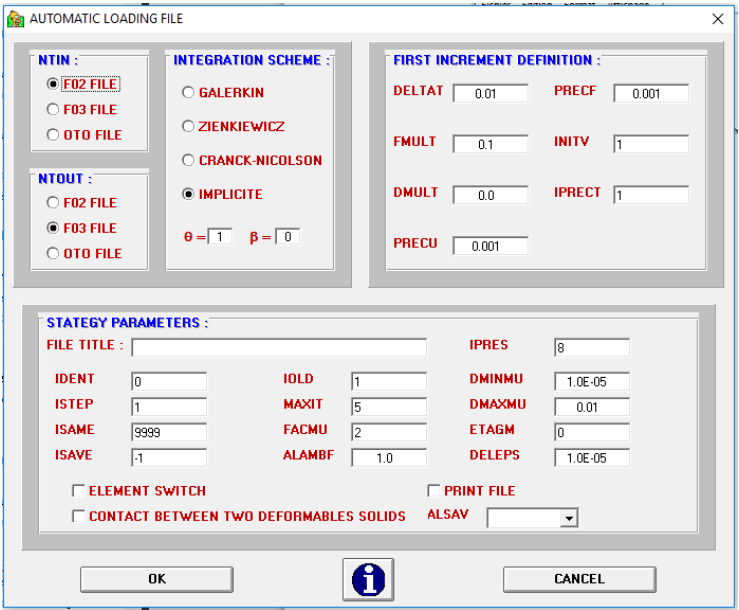 AUTOMATIC LOADING FILE
NTIN :
F02 FILE
F03 FILE
OTO FILE
NTOUT :
F02 FILE
F03 FILE
OTO FILE
INTEGRATION SCHEME :
GALERKIN
ZIENKIEWICZ
CRANCK-NICOLSON
IMPLICITE
θ = 1 β = 0
FIRST INCREMENT DEFINITION :
DELTAT 0.01 PRECF 0.001
FMULT 0.1 INITV 1
DMULT 0.0 IPRECT 1
PRECU 0.001
STATEGY PARAMETERS :
FILE TITLE : IPRES 8
IDENT 0 IOLD 1 DMINMU 1.0E-05
ISTEP 1 MAXIT 5 DMAXMU 0.01
ISAME 9999 FACMU 2 ETAGM 0
ISAVE -1 ALAMBF 1.0 DELEPS 1.0E-05
ELEMENT SWITCH PRINT FILE
CONTACT BETWEEN TWO DEFORMABLES SOLIDS ALSAV
OK CANCEL